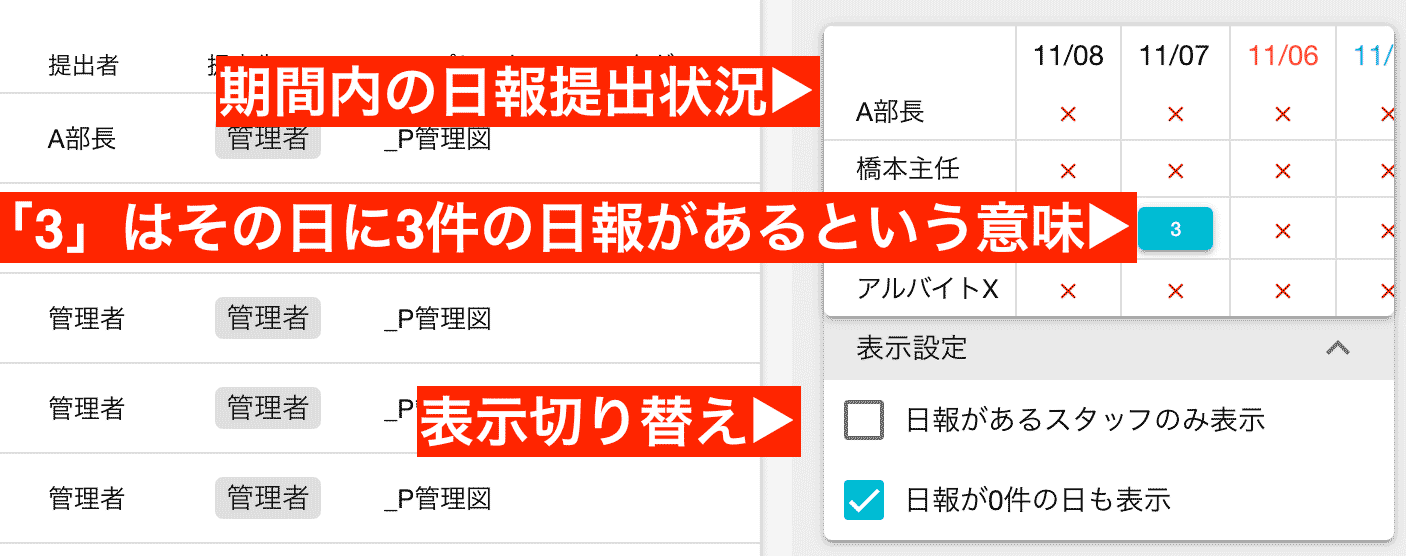 提出者
A部長 管理者 _P管理図
管理者 管理者 _P管理図
管理者 管理者
管理者 管理者 _P管理図
期間内の日報提出状況▶
「3」はその日に3件の日報があるという意味▶
表示切り替え▶
11/08 11/07 11/06 11/
A部長 × × × ×
橋本主任 × × × ×
3 × ×
アルバイトX × × × ×
表示設定
日報があるスタッフのみ表示
日報が0件の日も表示